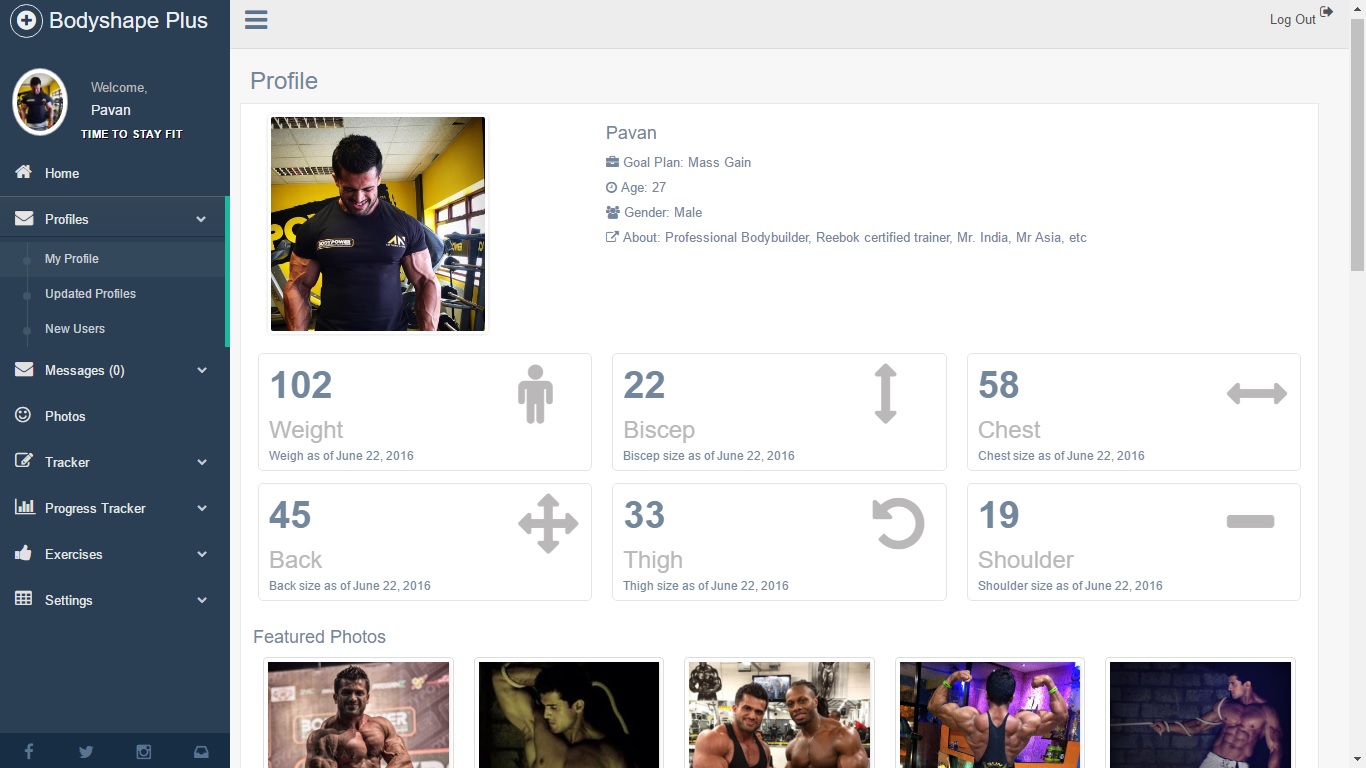 Bodyshape Plus
Log Out
Welcome,
Pavan
TIME TO STAY FIT
Home
Profiles
My Profile
Updated Profiles
New Users
Messages (0)
Photos
Tracker
Progress Tracker
Exercises
Settings
Profile
Pavan
Goal Plan: Mass Gain
Age: 27
Gender: Male
About: Professional Bodybuilder, Reebok certified trainer, Mr. India, Mr Asia, etc
102
Weight
Weigh as of June 22, 2016
22
Biscep
Biscep size as of June 22, 2016
58
Chest
Chest size as of June 22, 2016
45
Back
Back size as of June 22, 2016
33
Thigh
Thigh size as of June 22, 2016
19
Shoulder
Shoulder size as of June 22, 2016
Featured Photos